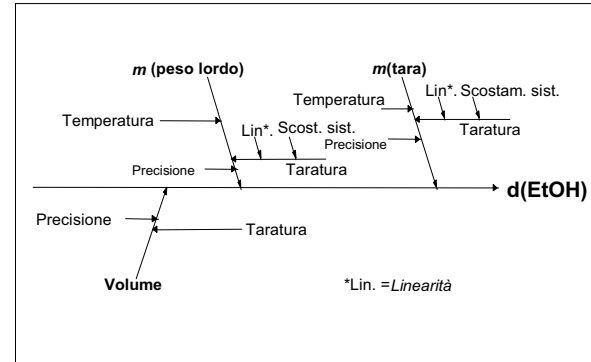 m (peso lordo)
m(tara)
Lin*. Scostam. sist.
Temperatura
Temperatura
Lin*. Scost. sist.
Taratura
Precisione
Precisione
Taratura
d(EtOH)
Precisione
Taratura
Volume
*Lin. =Linearità